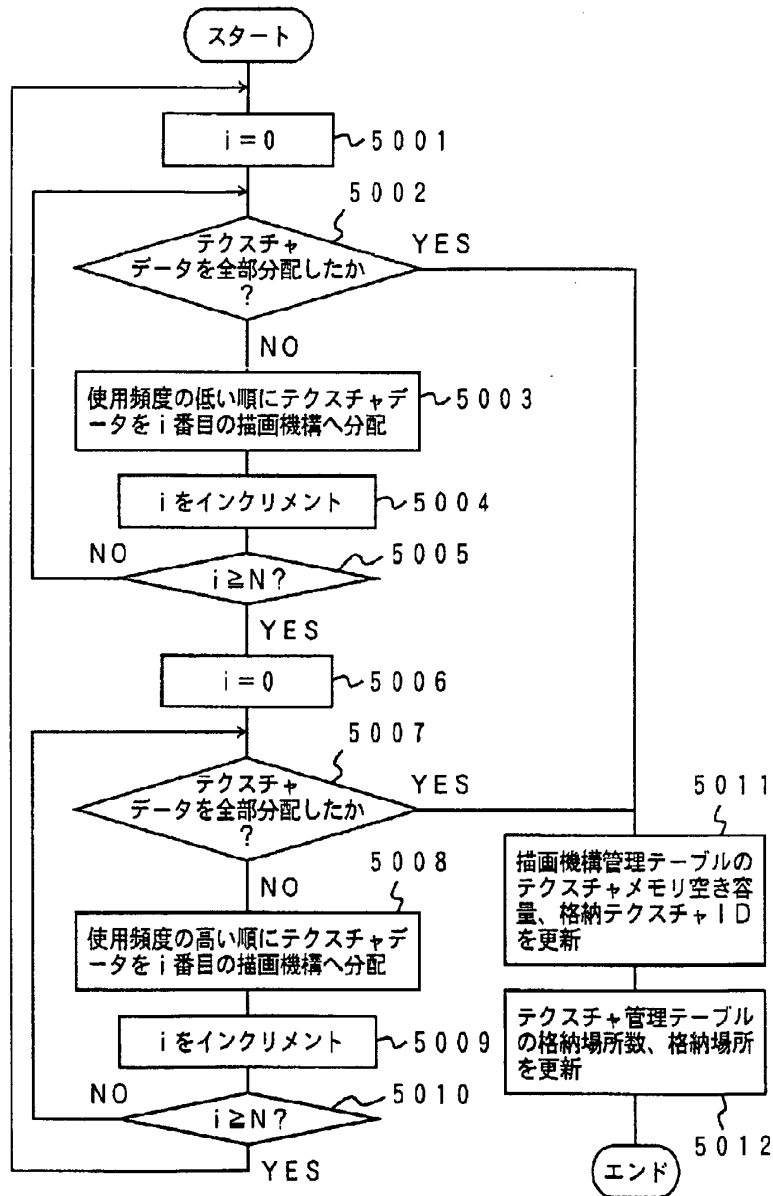 スタート
i=0
5001
5002
テクスチャ
データを全部分配したか
?
YES
NO
使用頻度の低い順にテクスチャデ
ータをi番目の描画機構へ分配
5003
iをインクリメント
5004
NO
5005
i≧N?
YES
i=0
5006
5007
テクスチャ
データを全部分配したか
?
YES
NO
5008
使用頻度の高い順にテクスチャデ
ータをi番目の描画機構へ分配
iをインクリメント
5009
NO
5010
i≧N?
YES
5011
描画機構管理テーブルの
テクスチャメモリ空き容
量、格納テクスチャID
を更新
テクスチャ管理テーブル
の格納場所数、格納場所
を更新
5012
エンド